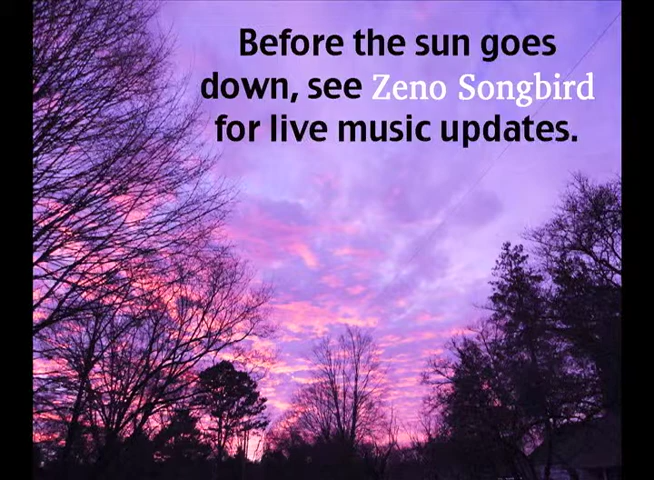 Before the sun goes
down, see Zeno Songbird
for live music updates.